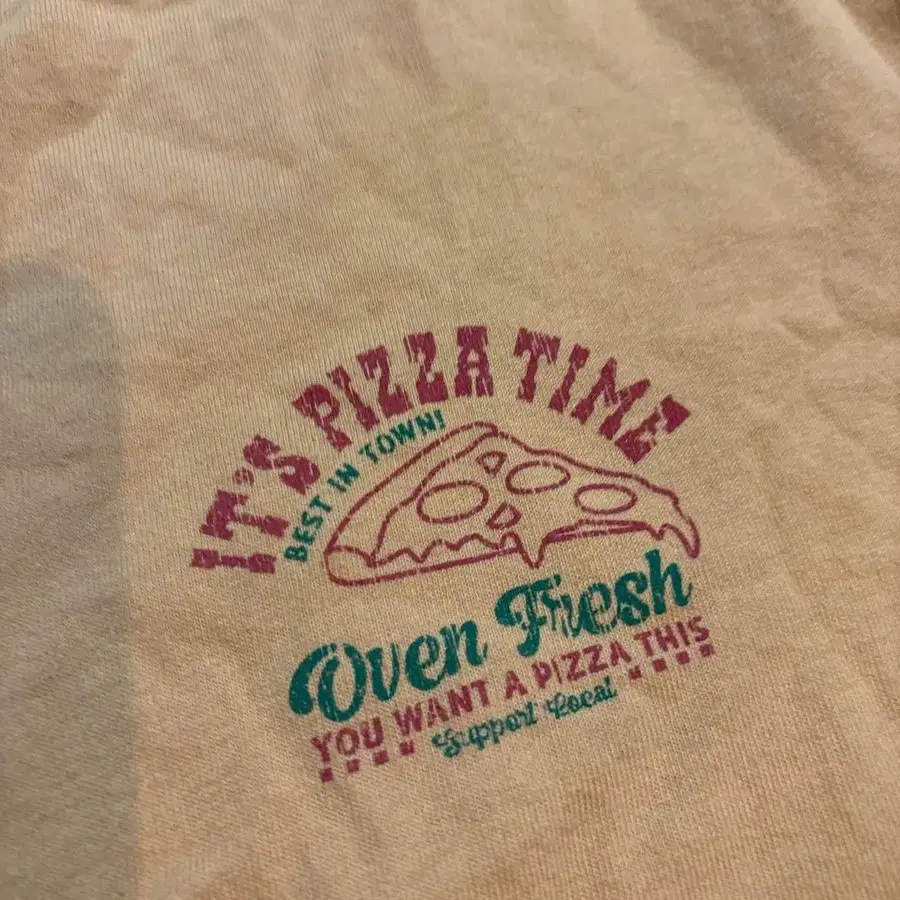 IT'S PIZZA TIME
BEST IN TOWN!
Oven Fresh
YOU WANT A PIZZA THIS
Support Local